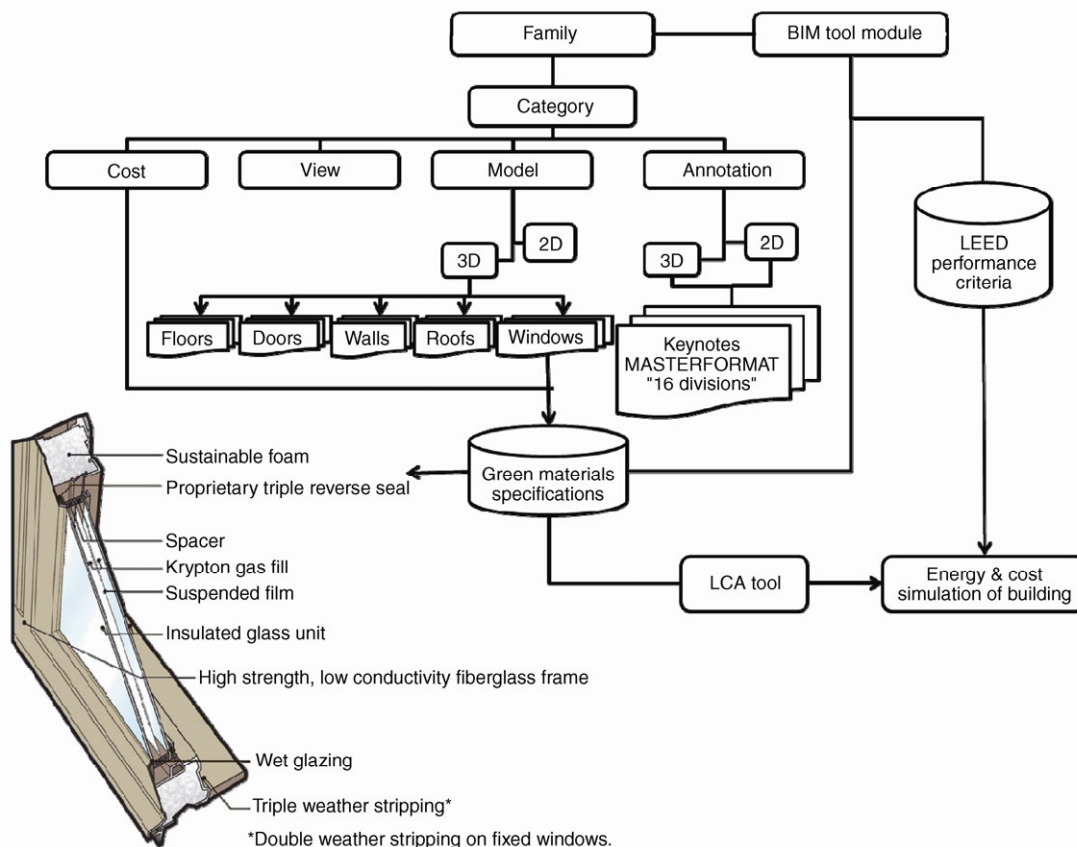 Family
BIM tool module
Category
Cost
View
Model
Annotation
2D
3D
2D
3D
LEED
performance
criteria
Floors
Doors
Walls
Roofs
Windows
Keynotes
MASTERFORMAT
"16 divisions"
Green materials
specifications
Sustainable foam
Proprietary triple reverse seal
Spacer
Krypton gas fill
Suspended film
Insulated glass unit
High strength, low conductivity fiberglass frame
LCA tool
Energy & cost
simulation of building
Wet glazing
Triple weather stripping*
*Double weather stripping on fixed windows.